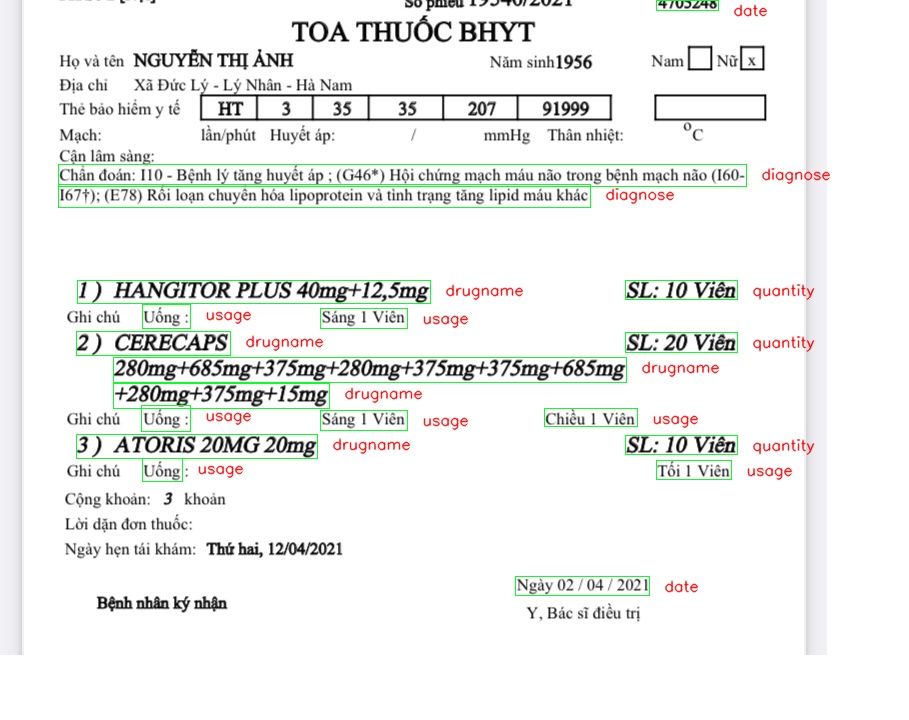 Số phiếu 19540/2021
4705248 date
TOA THUỐC BHYT
Họ và tên NGUYỄN THỊ ẢNH Năm sinh1956 Nam Nữ x
Địa chỉ Xã Đức Lý - Lý Nhân - Hà Nam
Thẻ bảo hiểm y tế HT 3 35 35 207 91999
Mạch: lần/phút Huyết áp: / mmHg Thân nhiệt: °C
Cận lâm sàng:
Chẩn đoán: I10 - Bệnh lý tăng huyết áp ; (G46*) Hội chứng mạch máu não trong bệnh mạch não (I60- diagnose
I67†); (E78) Rối loạn chuyển hóa lipoprotein và tình trạng tăng lipid máu khác diagnose
1 ) HANGITOR PLUS 40mg+12,5mg drugname SL: 10 Viên quantity
Ghi chú Uống : usage Sáng 1 Viên usage
2 ) CERECAPS drugname SL: 20 Viên quantity
280mg+685mg+375mg+280mg+375mg+375mg+685mg drugname
+280mg+375mg+15mg drugname
Ghi chú Uống : usage Sáng 1 Viên usage Chiều 1 Viên usage
3 ) ATORIS 20MG 20mg drugname SL: 10 Viên quantity
Ghi chú Uống : usage Tối 1 Viên usage
Cộng khoản: 3 khoản
Lời dặn đơn thuốc:
Ngày hẹn tái khám: Thứ hai, 12/04/2021
Ngày 02 / 04 / 2021 date
Bệnh nhân ký nhận
Y, Bác sĩ điều trị